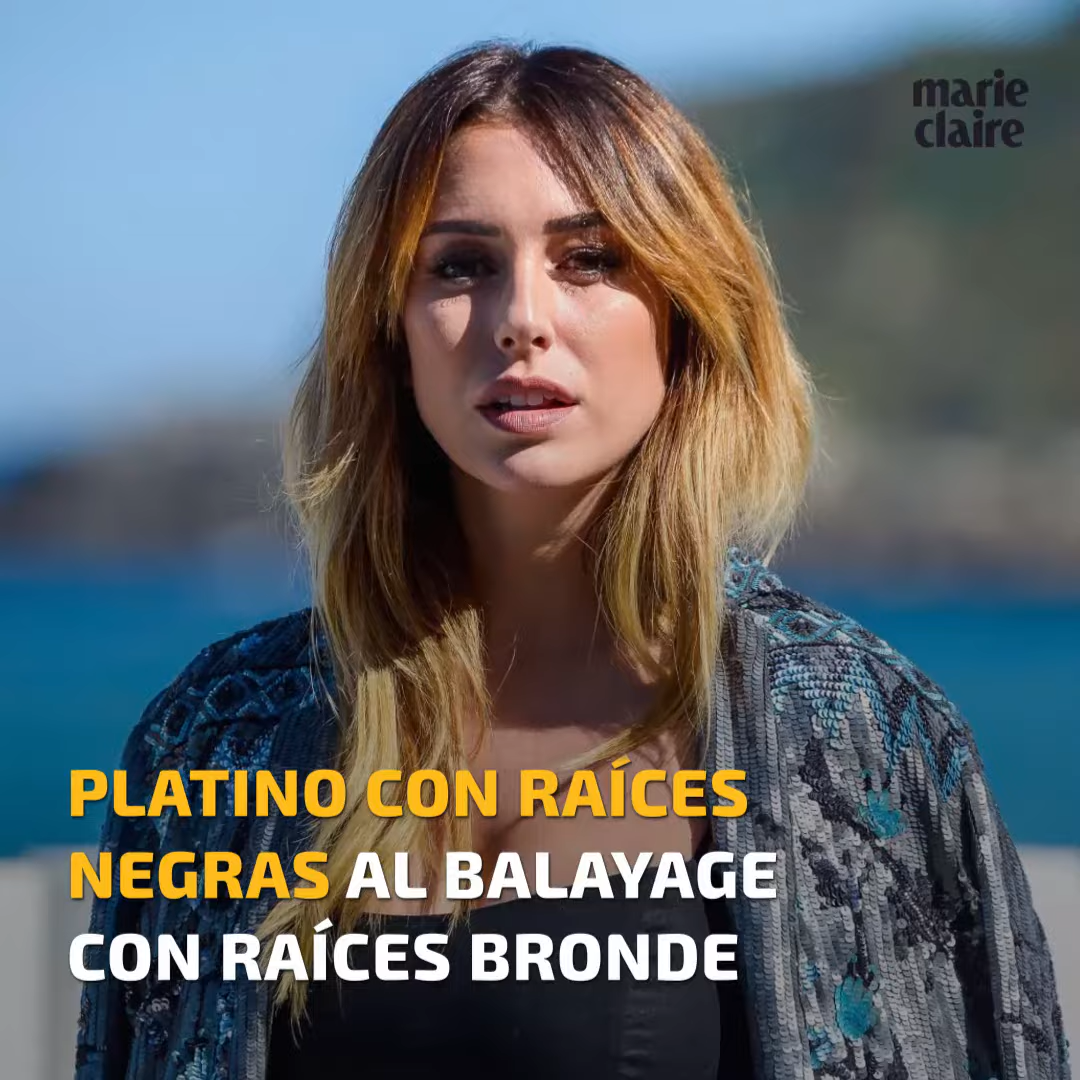 marie
claire
PLATINO CON RAÍCES
NEGRAS AL BALAYAGE
CON RAÍCES BRONDE